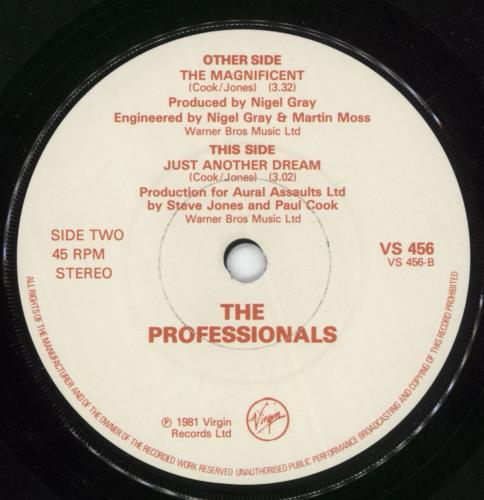 OTHER SIDE
THE MAGNIFICENT
(Cook/Jones) (3.32)
Produced by Nigel Gray
Engineered by Nigel Gray & Martin Moss
Warner Bros Music Ltd
THIS SIDE
JUST ANOTHER DREAM
(Cook/Jones) (3.02)
Production for Aural Assaults Ltd
by Steve Jones and Paul Cook
Warner Bros Music Ltd
SIDE TWO
45 RPM
STEREO
VS 456
VS 456-B
THE
PROFESSIONALS
℗ 1981 Virgin
Records Ltd
Virgin
ALL RIGHTS OF THE MANUFACTURER AND OF THE OWNER OF THE RECORDED WORK RESERVED UNAUTHORISED PUBLIC PERFORMANCE BROADCASTING AND COPYING OF THIS RECORD PROHIBITED